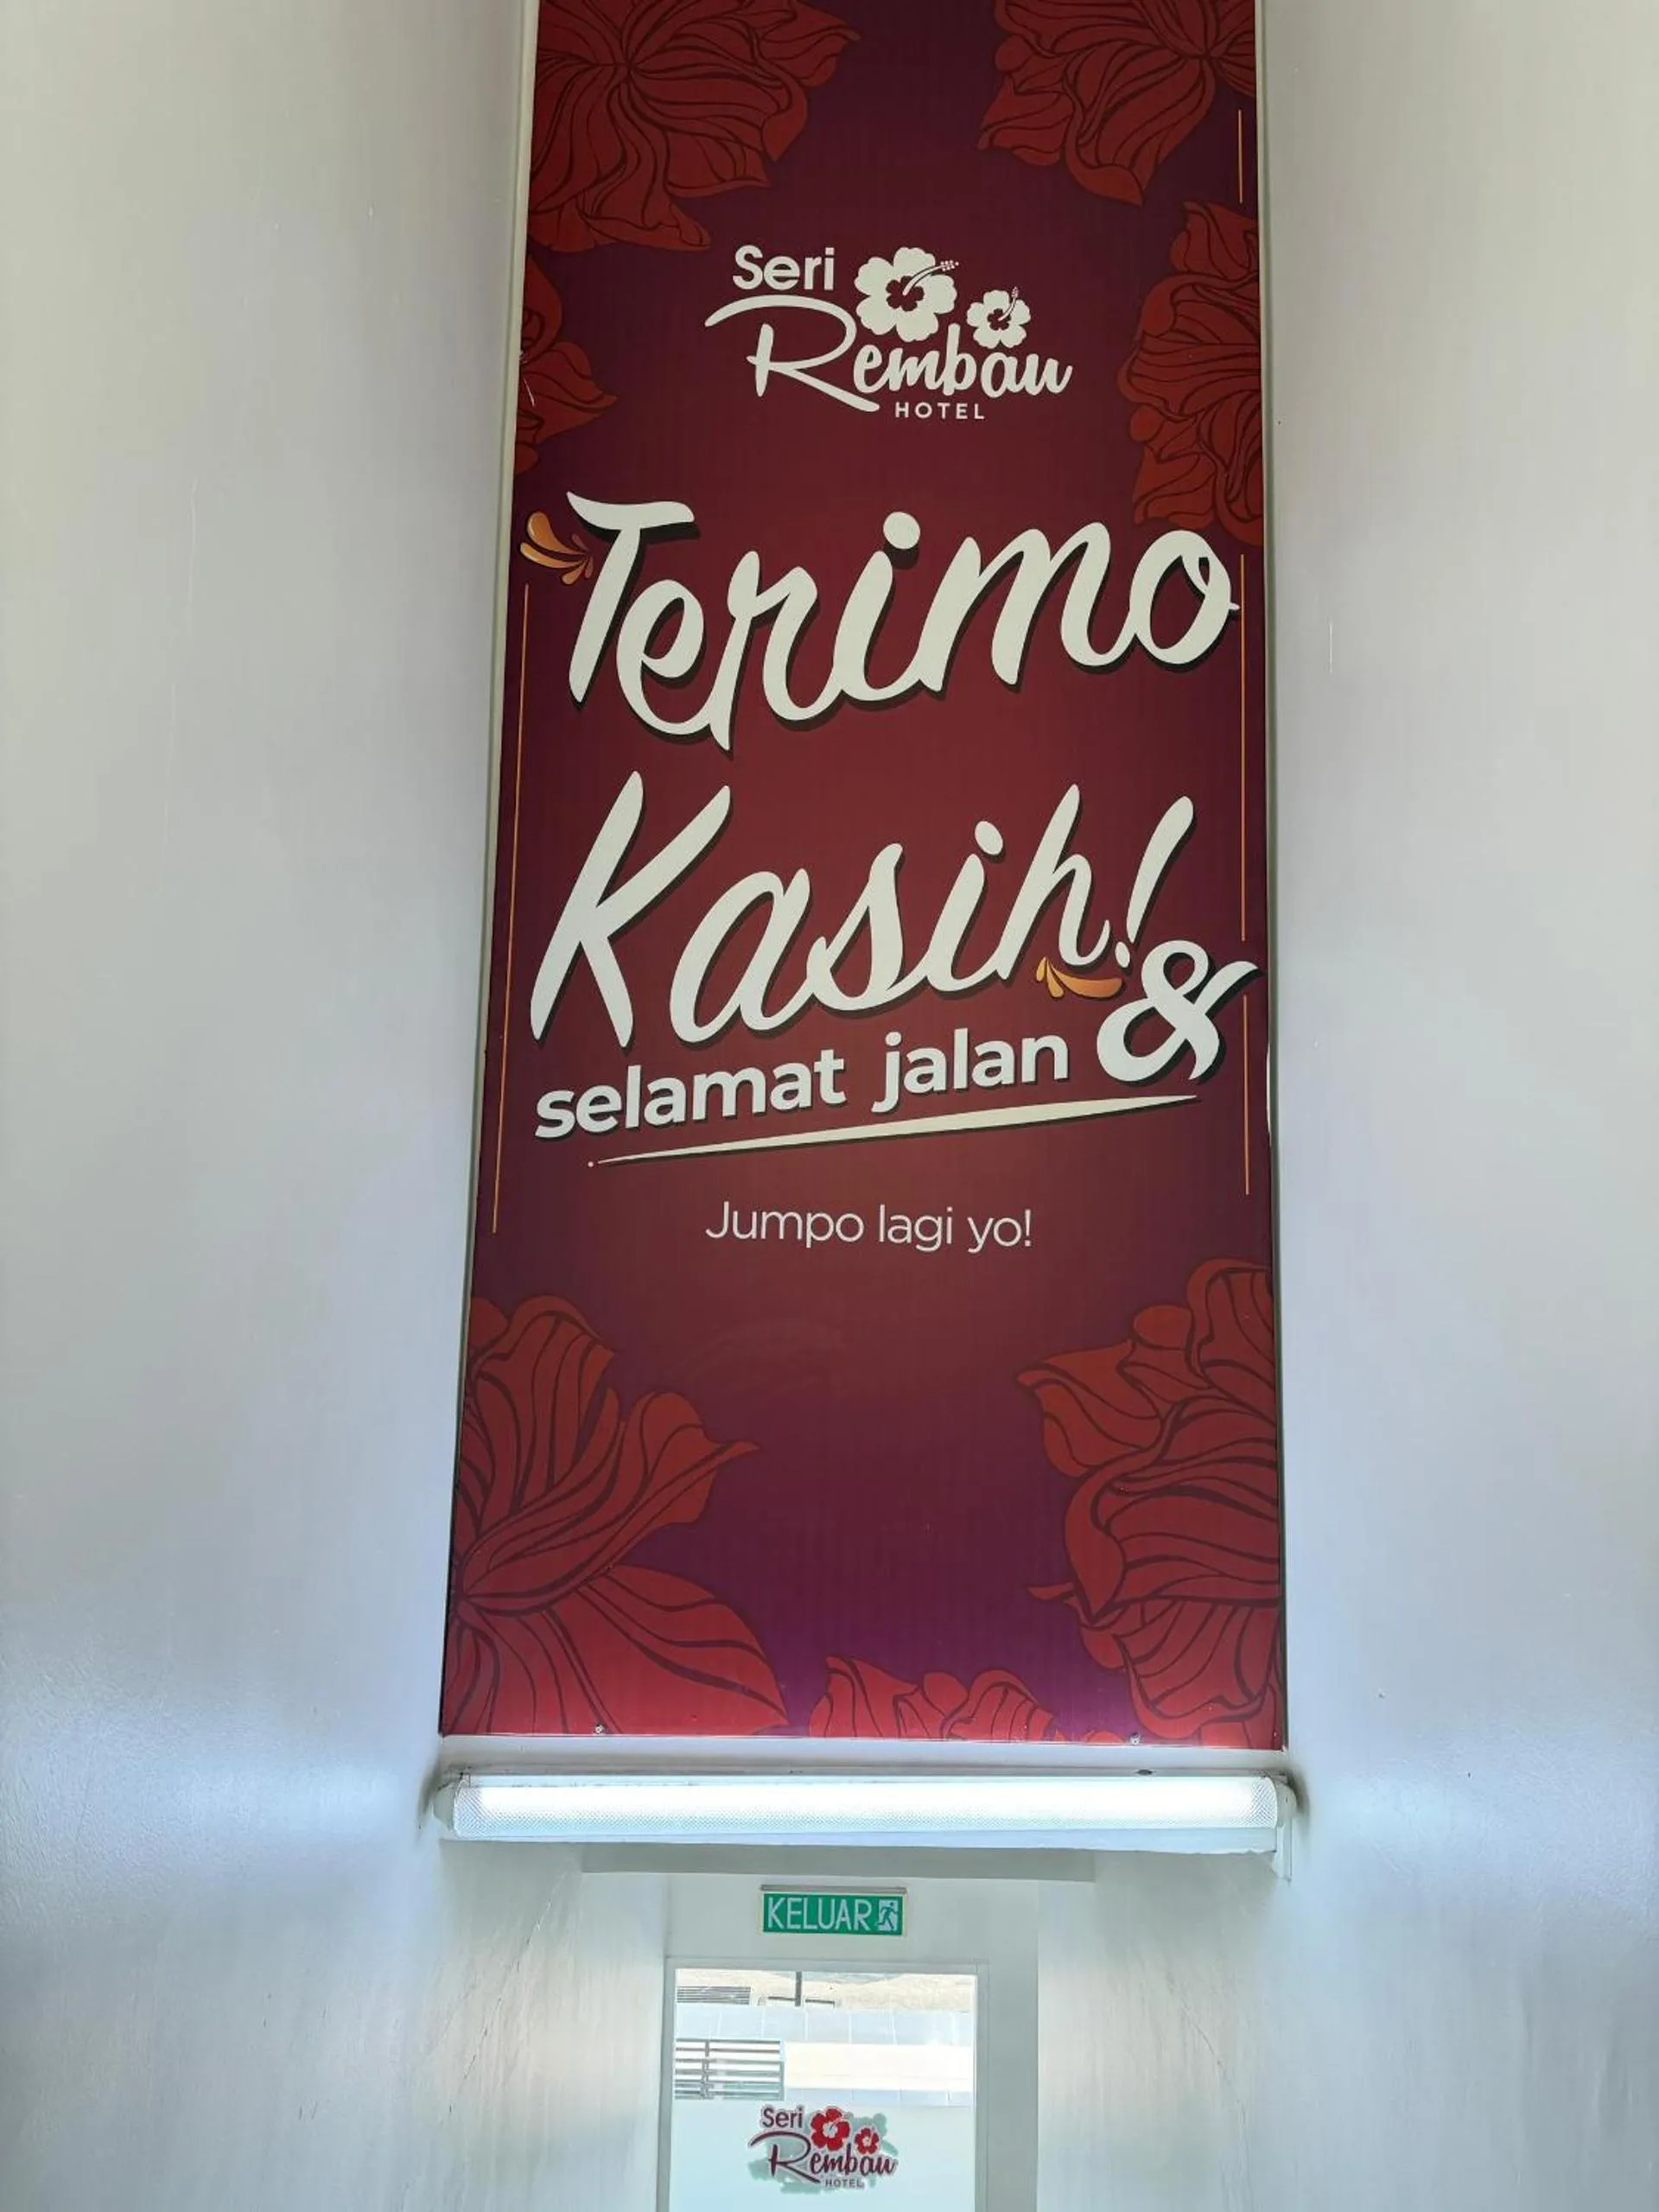 Seri
Rembau
HOTEL
Terimo
Kasih! &
selamat jalan
Jumpo lagi yo!
KELUAR
Seri
Rembau
HOTEL